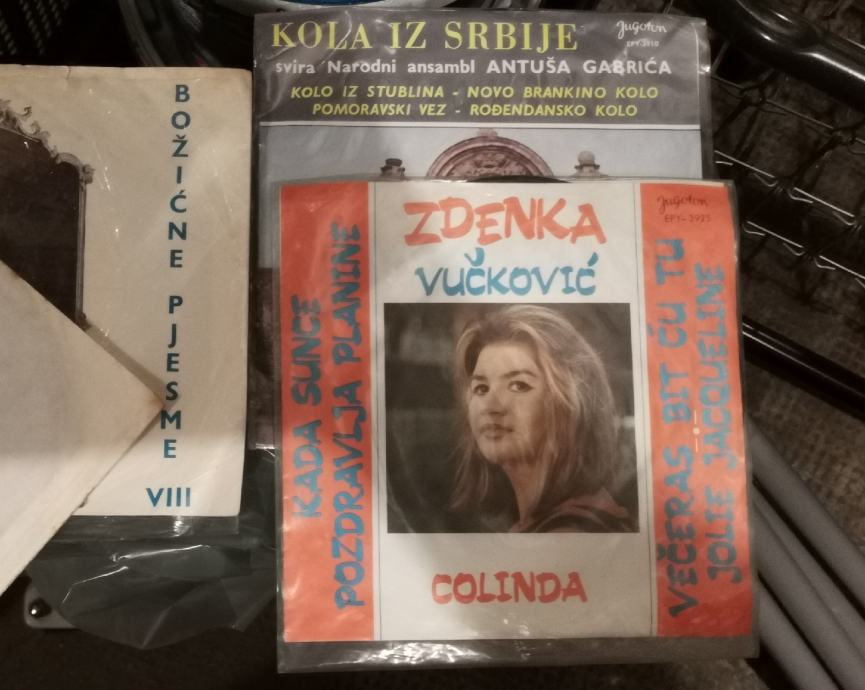 KOLA IZ SRBIJE
Jugoton
EPY-3910
svira Narodni ansambl ANTUŠA GABRIĆA
KOLO IZ STUBLINA - NOVO BRANKINO KOLO
POMORAVSKI VEZ - ROĐENDANSKO KOLO
BOŽIĆNE PJESME
VIII
ZDENKA
VUČKOVIĆ
Jugoton
EPY-3925
KADA SUNCE
POZDRAVLJA PLANINE
VEČERAS BIT ĆU TU
JOLIE JACQUELINE
COLINDA